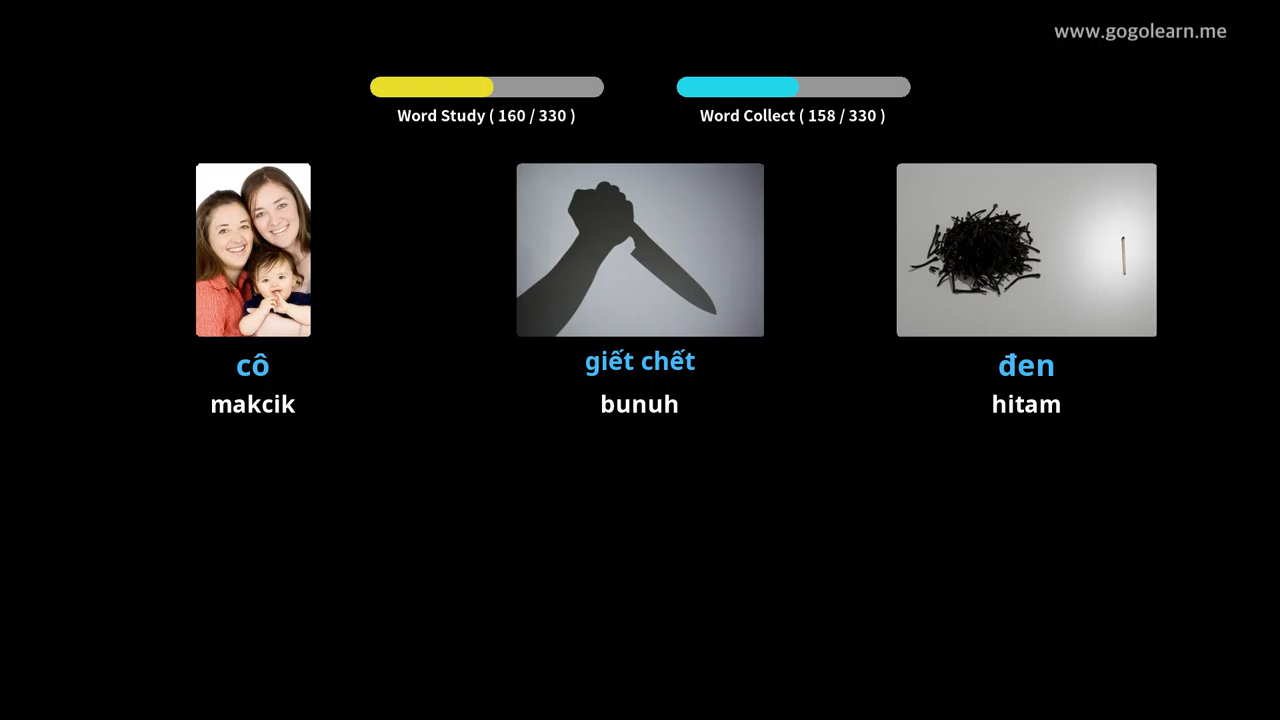 www.gogolearn.me
Word Study ( 160 / 330 )
Word Collect ( 158 / 330 )
cô
giết chết
đen
makcik
bunuh
hitam